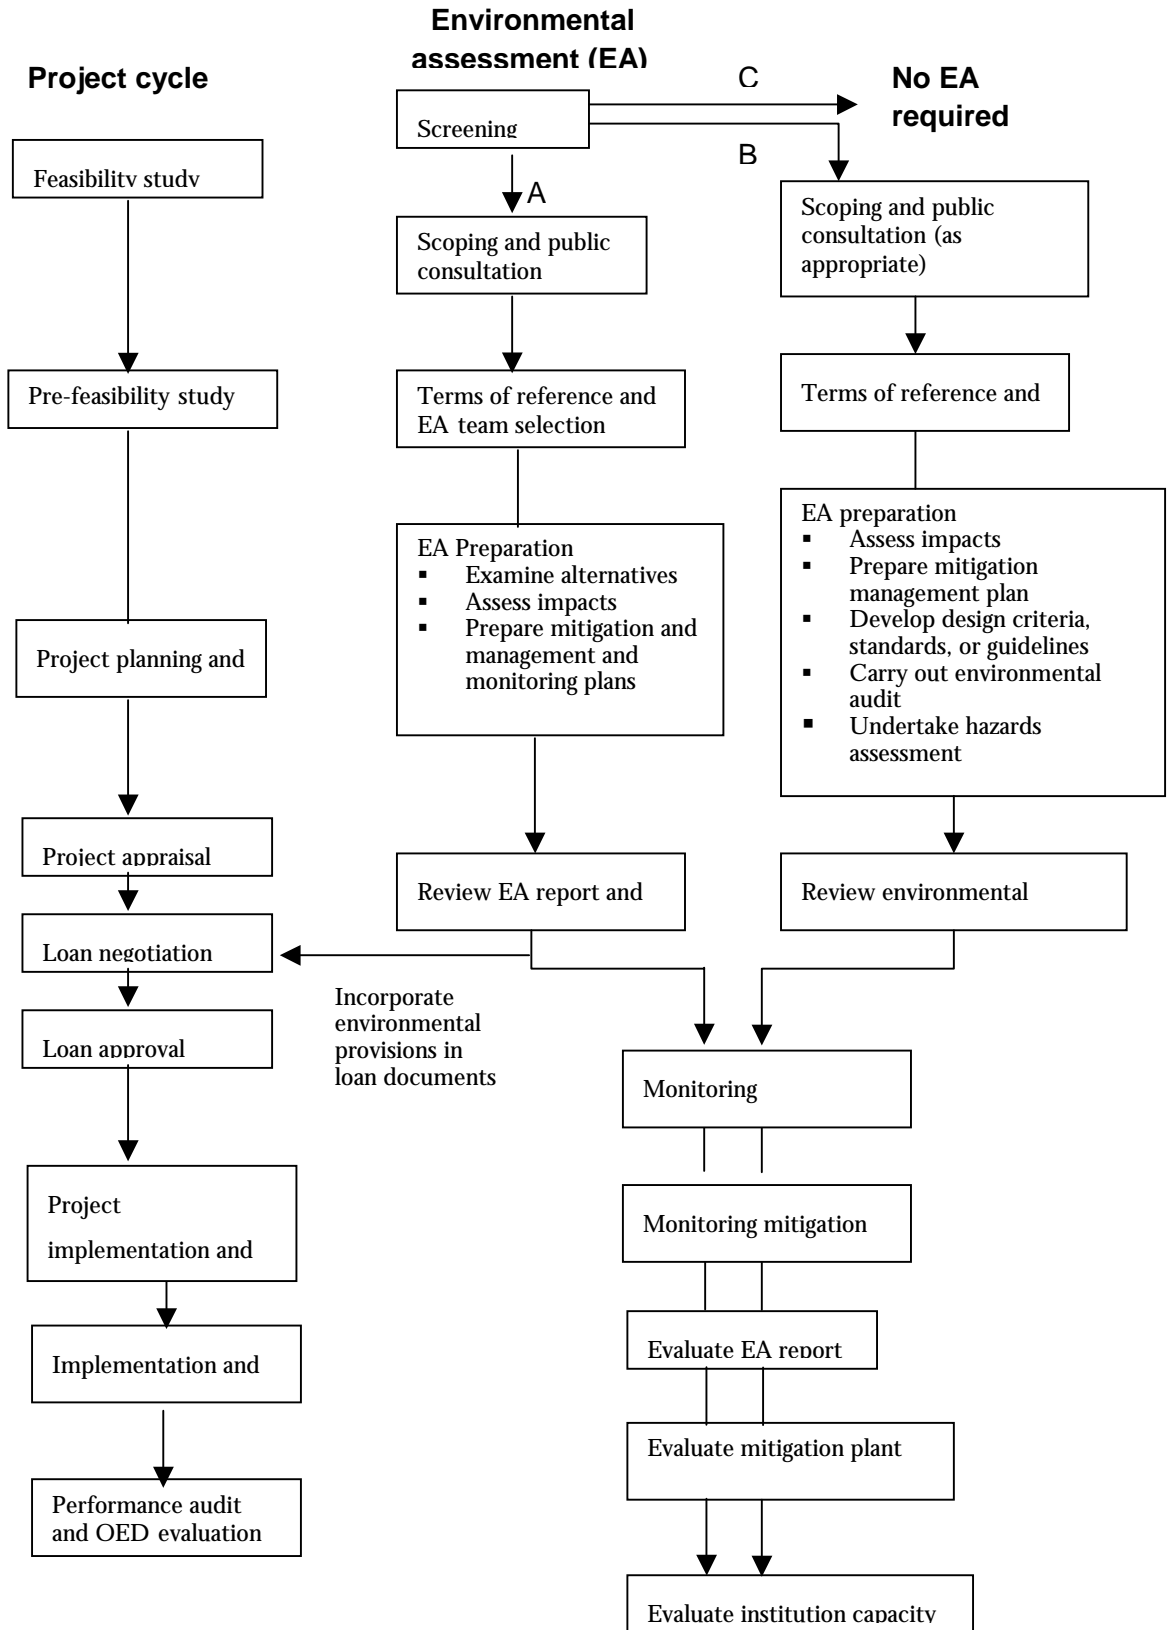 Environmental
assessment (EA)
Project cycle
C
No EA
required
Screening
B
Feasibility study
A
Scoping and public
consultation
Scoping and public
consultation (as
appropriate)
Pre-feasibility study
Terms of reference and
EA team selection
Terms of reference and
EA Preparation
▪ Examine alternatives
▪ Assess impacts
▪ Prepare mitigation and
management and
monitoring plans
EA preparation
▪ Assess impacts
▪ Prepare mitigation
management plan
▪ Develop design criteria,
standards, or guidelines
▪ Carry out environmental
audit
▪ Undertake hazards
assessment
Project planning and
Project appraisal
Review EA report and
Review environmental
Loan negotiation
Incorporate
environmental
provisions in
loan documents
Loan approval
Monitoring
Project
implementation and
Monitoring mitigation
Implementation and
Evaluate EA report
Evaluate mitigation plant
Performance audit
and OED evaluation
Evaluate institution capacity